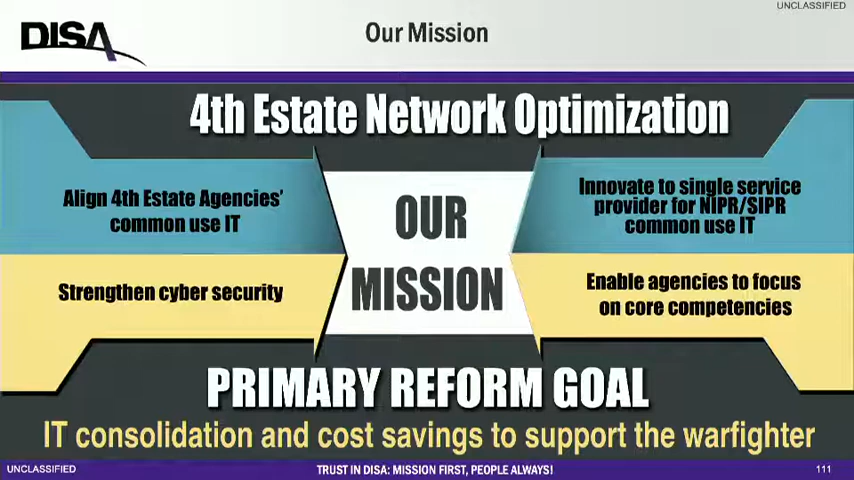 UNCLASSIFIED
DISA
Our Mission
4th Estate Network Optimization
Align 4th Estate Agencies'
common use IT
Innovate to single service
provider for NIPR/SIPR
common use IT
OUR
MISSION
Strengthen cyber security
Enable agencies to focus
on core competencies
PRIMARY REFORM GOAL
IT consolidation and cost savings to support the warfighter
UNCLASSIFIED
TRUST IN DISA: MISSION FIRST, PEOPLE ALWAYS!
111